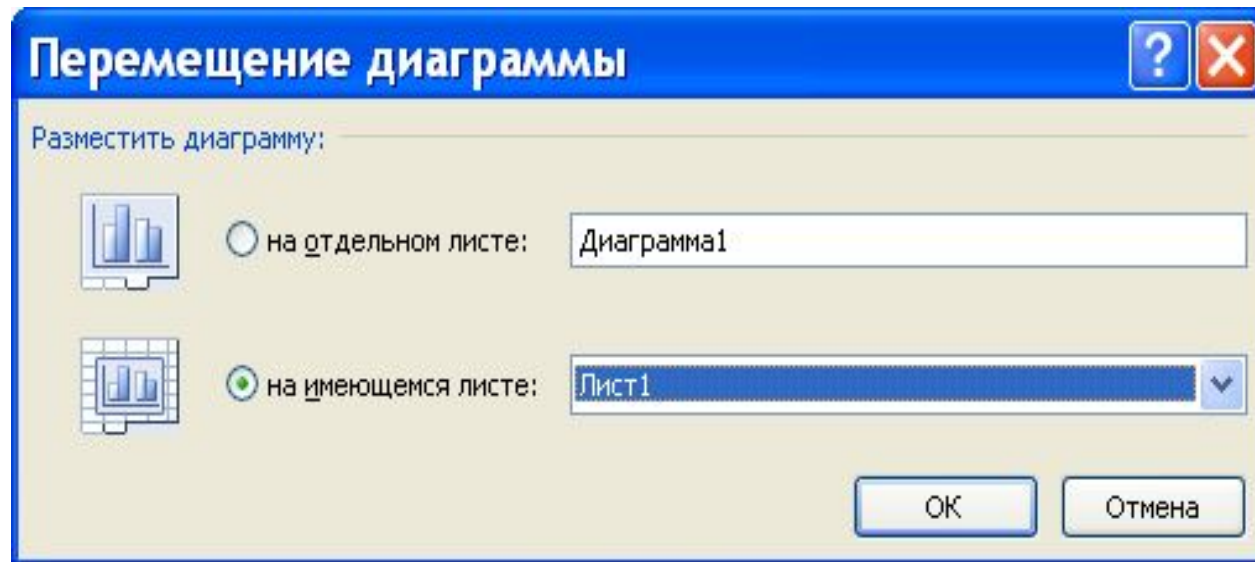 Перемещение диаграммы
Разместить диаграмму:
на отдельном листе: Диаграмма1
на имеющемся листе: Лист1
ОК Отмена